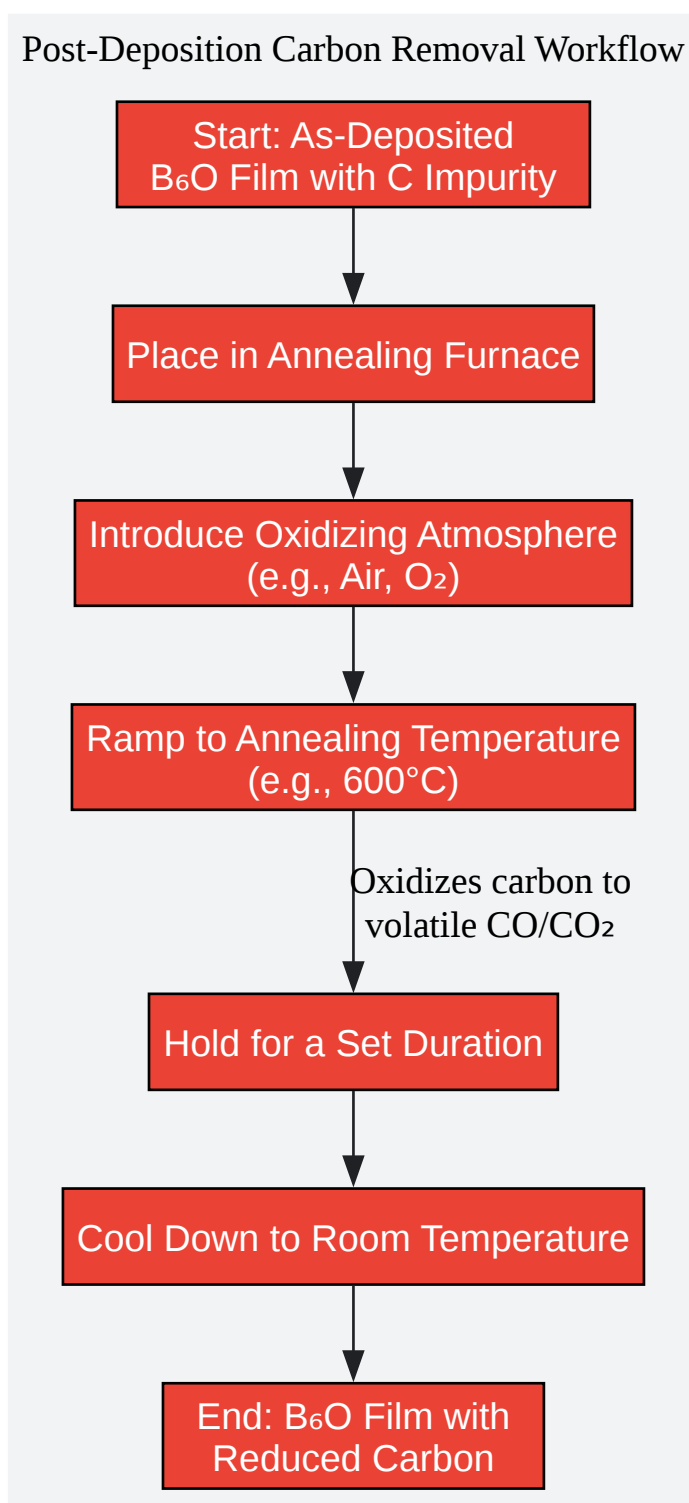 Post-Deposition Carbon Removal Workflow
Start: As-Deposited
B₆O Film with C Impurity
Place in Annealing Furnace
Introduce Oxidizing Atmosphere
(e.g., Air, O₂)
Ramp to Annealing Temperature
(e.g., 600°C)
Oxidizes carbon to
volatile CO/CO₂
Hold for a Set Duration
Cool Down to Room Temperature
End: B₆O Film with
Reduced Carbon